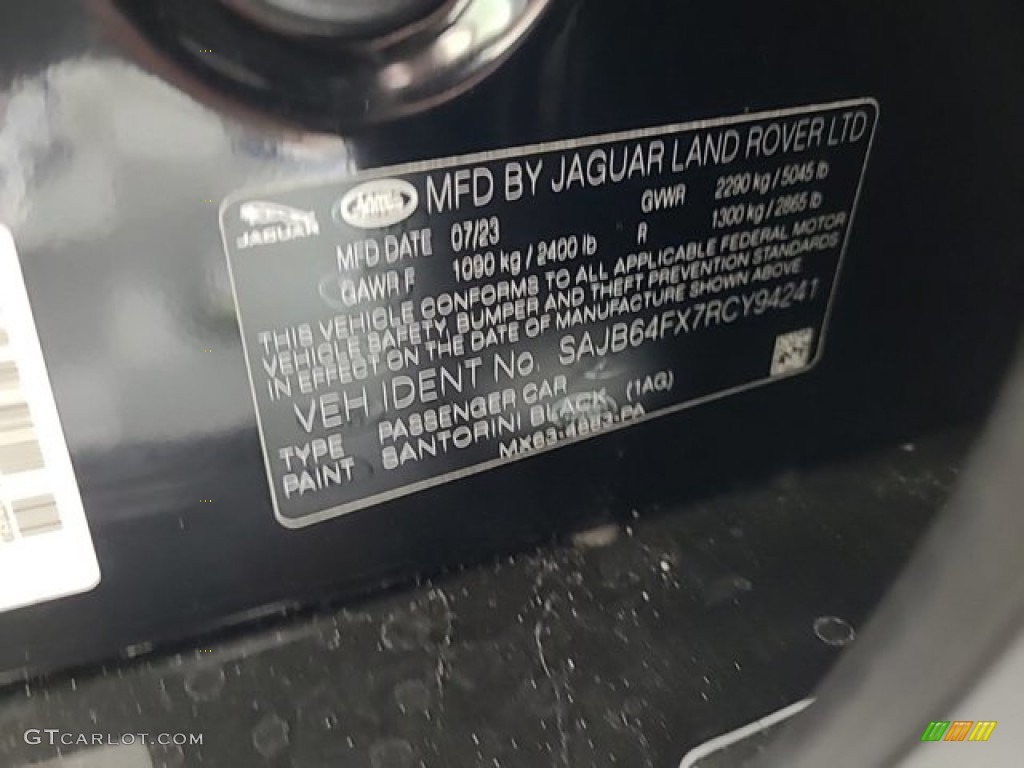 MFD BY JAGUAR LAND ROVER LTD
JAGUAR
MFD DATE 07/23 GVWR 2290 kg / 5045 lb
GAWR F 1090 kg / 2400 lb R 1300 kg / 2865 lb
THIS VEHICLE CONFORMS TO ALL APPLICABLE FEDERAL MOTOR
VEHICLE SAFETY, BUMPER AND THEFT PREVENTION STANDARDS
IN EFFECT ON THE DATE OF MANUFACTURE SHOWN ABOVE
VEH IDENT No. SAJB64FX7RCY94241
TYPE PASSENGER CAR
PAINT SANTORINI BLACK (1AG)
MX63-4883-PA
GTCARLOT.COM